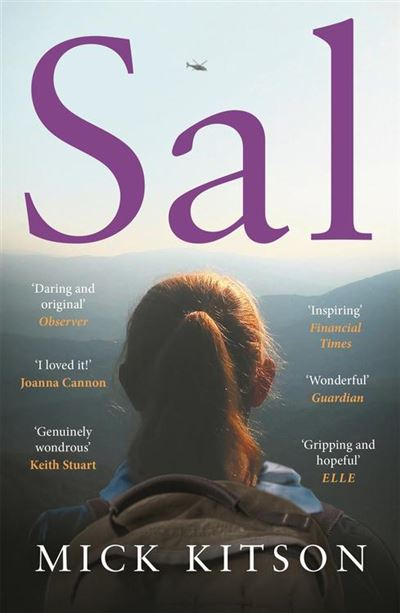 Sal
‘Daring and
original’
Observer
‘I loved it!’
Joanna Cannon
‘Genuinely
wondrous’
Keith Stuart
‘Inspiring’
Financial
Times
‘Wonderful’
Guardian
‘Gripping and
hopeful’
ELLE
MICK KITSON